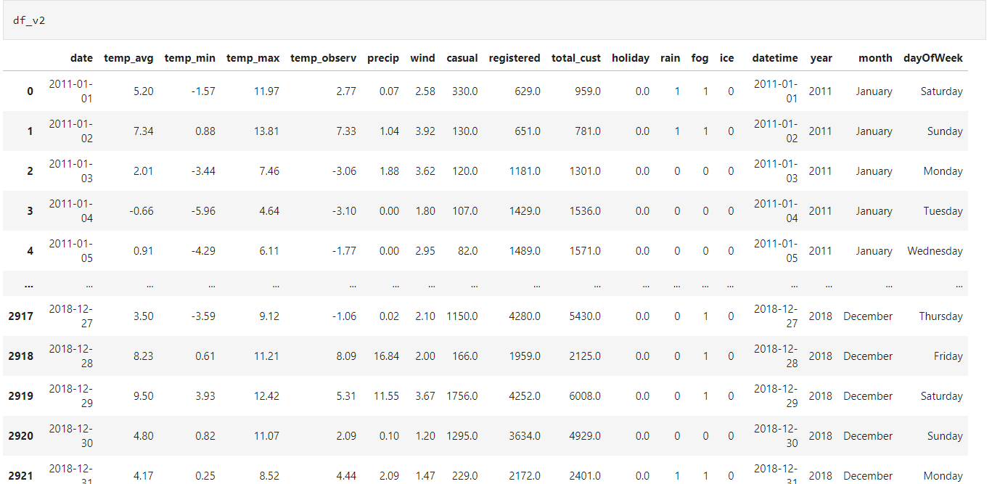 df_v2
date temp_avg temp_min temp_max temp_observ precip wind casual registered total_cust holiday rain fog ice datetime year month dayOfWeek
0 2011-01-01 5.20 -1.57 11.97 2.77 0.07 2.58 330.0 629.0 959.0 0.0 1 1 0 2011-01-01 2011 January Saturday
1 2011-01-02 7.34 0.88 13.81 7.33 1.04 3.92 130.0 651.0 781.0 0.0 1 1 0 2011-01-02 2011 January Sunday
2 2011-01-03 2.01 -3.44 7.46 -3.06 1.88 3.62 120.0 1181.0 1301.0 0.0 0 0 0 2011-01-03 2011 January Monday
3 2011-01-04 -0.66 -5.96 4.64 -3.10 0.00 1.80 107.0 1429.0 1536.0 0.0 0 0 0 2011-01-04 2011 January Tuesday
4 2011-01-05 0.91 -4.29 6.11 -1.77 0.00 2.95 82.0 1489.0 1571.0 0.0 0 0 0 2011-01-05 2011 January Wednesday
... ... ... ... ... ... ... ... ... ... ... ... ... ... ... ... ... ... ...
2917 2018-12-27 3.50 -3.59 9.12 -1.06 0.02 2.10 1150.0 4280.0 5430.0 0.0 0 1 0 2018-12-27 2018 December Thursday
2918 2018-12-28 8.23 0.61 11.21 8.09 16.84 2.00 166.0 1959.0 2125.0 0.0 0 1 0 2018-12-28 2018 December Friday
2919 2018-12-29 9.50 3.93 12.42 5.31 11.55 3.67 1756.0 4252.0 6008.0 0.0 0 1 0 2018-12-29 2018 December Saturday
2920 2018-12-30 4.80 0.82 11.07 2.09 0.10 1.20 1295.0 3634.0 4929.0 0.0 0 0 0 2018-12-30 2018 December Sunday
2921 2018-12-31 4.17 0.25 8.52 4.44 2.09 1.47 229.0 2172.0 2401.0 0.0 1 1 0 2018-12-31 2018 December Monday